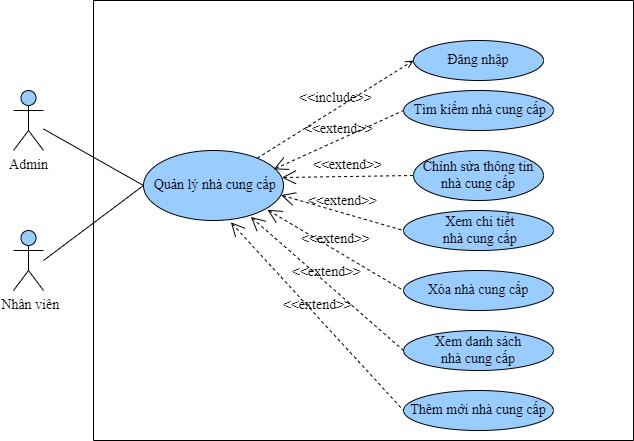 Đăng nhập
<<include>>
Tìm kiếm nhà cung cấp
<<extend>>
Admin
<<extend>>
Chỉnh sửa thông tin
nhà cung cấp
Quản lý nhà cung cấp
<<extend>>
Xem chi tiết
nhà cung cấp
<<extend>>
Nhân viên
<<extend>>
Xóa nhà cung cấp
<<extend>>
Xem danh sách
nhà cung cấp
Thêm mới nhà cung cấp